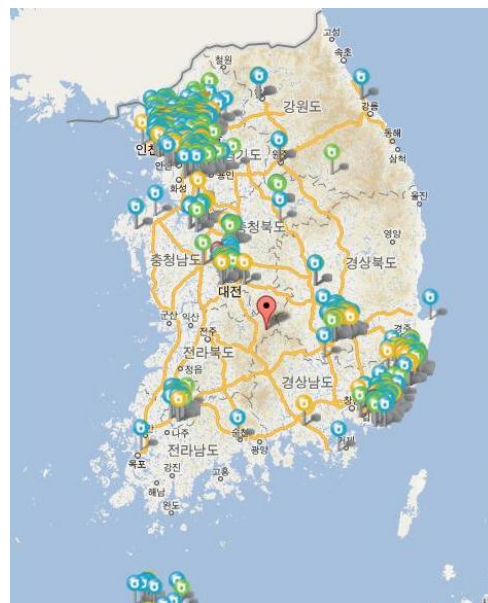 고성
철원
속초
강원도
강릉
인천
동해
삼척
경기도
용인
화성
울진
충청북도
영양
충청남도
경상북도
대전
군산
익산
전주
경주
전라북도
정읍
경상남도
나주
순천
광양
목포
전라남도
강진
고흥
해남
완도